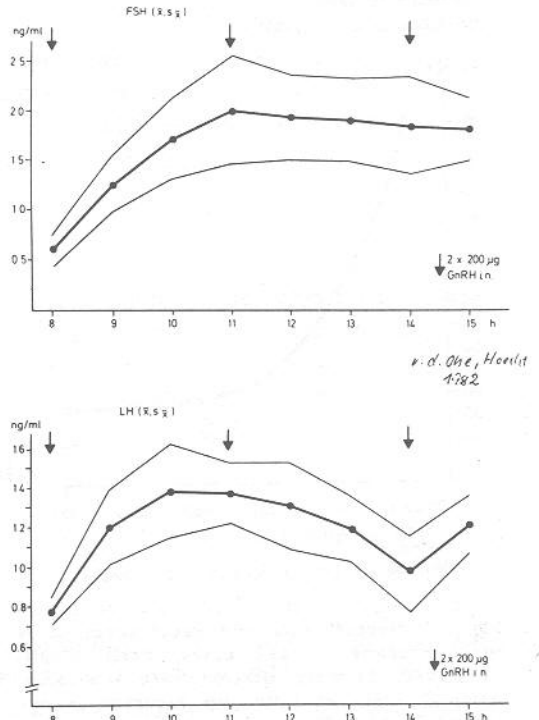 FSH (x̄, s x̄)
ng/ml
2.5
2.0
1.5
1.0
0.5
2 x 200 µg
GnRH i.n.
8 9 10 11 12 13 14 15 h
1982
LH (x̄, s x̄)
ng/ml
1.6
1.4
1.2
1.0
0.8
0.6
2 x 200 µg
GnRH i.n.
8 9 10 11 12 13 14 15 h